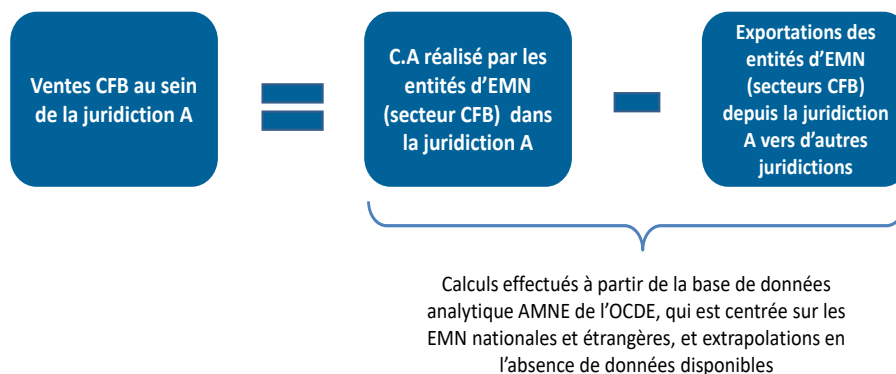 Ventes CFB au sein
de la juridiction A
C.A réalisé par les
entités d’EMN
(secteur CFB) dans
la juridiction A
Exportations des
entités d’EMN
(secteurs CFB)
depuis la juridiction
A vers d’autres
juridictions
Calculs effectués à partir de la base de données
analytique AMNE de l’OCDE, qui est centrée sur les
EMN nationales et étrangères, et extrapolations en
l’absence de données disponibles